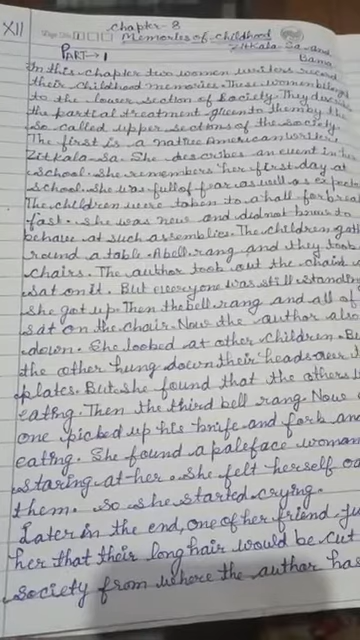 XII
Chapter - 8
Memories of Childhood
Zitkala-Sa and
Bama
PART → 1
In this chapter two women writers record
their childhood memories. These women belongs
to the lower section of Society. They
the partial treatment given to them by the
so called upper sections of the society.
The first is a native American writer
Zitkala-Sa. She describes an event in her
school. She remembers her first day at
school. She was full of fear as well as
The children were taken to a hall for
fast. She was new and did not know to
behave at such assemblies. The children
round a table. A bell rang and they took
chairs. The author took out the chair
sat on it. But everyone was still standing
she got up. Then the bell rang and all of
sat on the chair. Now the author also
down. She looked at other children. But
the other hung down their heads over
plates. But she found that the others
eating. Then the third bell rang. Now
one picked up his knife and fork and
eating. She found a paleface woman
staring at her. She felt herself
them. So she started crying.
Later in the end, one of her friend
her that their long hair would be cut
society from where the author has